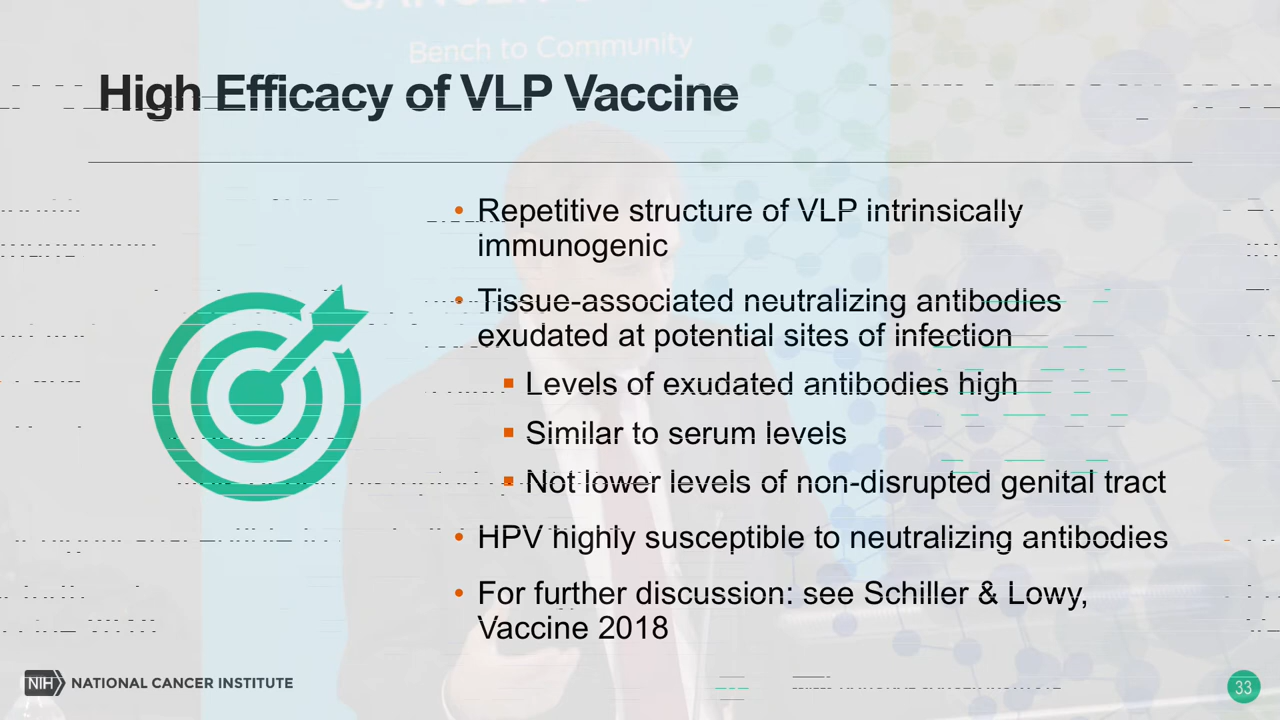 Bench to Community
High Efficacy of VLP Vaccine
• Repetitive structure of VLP intrinsically
immunogenic
• Tissue-associated neutralizing antibodies
exudated at potential sites of infection
▪ Levels of exudated antibodies high
▪ Similar to serum levels
▪ Not lower levels of non-disrupted genital tract
• HPV highly susceptible to neutralizing antibodies
• For further discussion: see Schiller & Lowy,
Vaccine 2018
NIH NATIONAL CANCER INSTITUTE
33